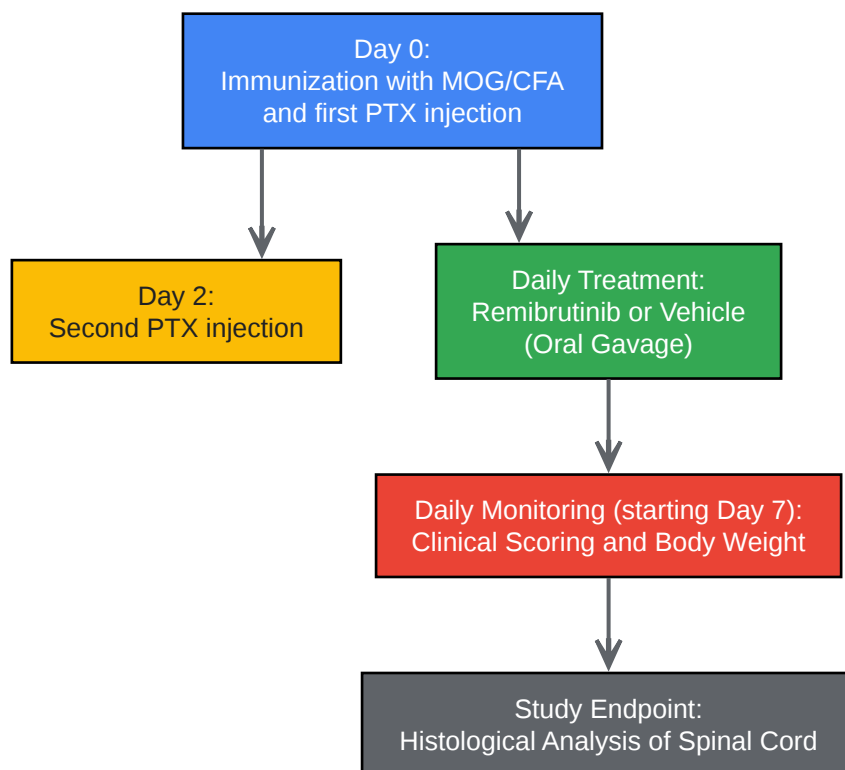 Day 0:
Immunization with MOG/CFA
and first PTX injection
Day 2:
Second PTX injection
Daily Treatment:
Remibrutinib or Vehicle
(Oral Gavage)
Daily Monitoring (starting Day 7):
Clinical Scoring and Body Weight
Study Endpoint:
Histological Analysis of Spinal Cord